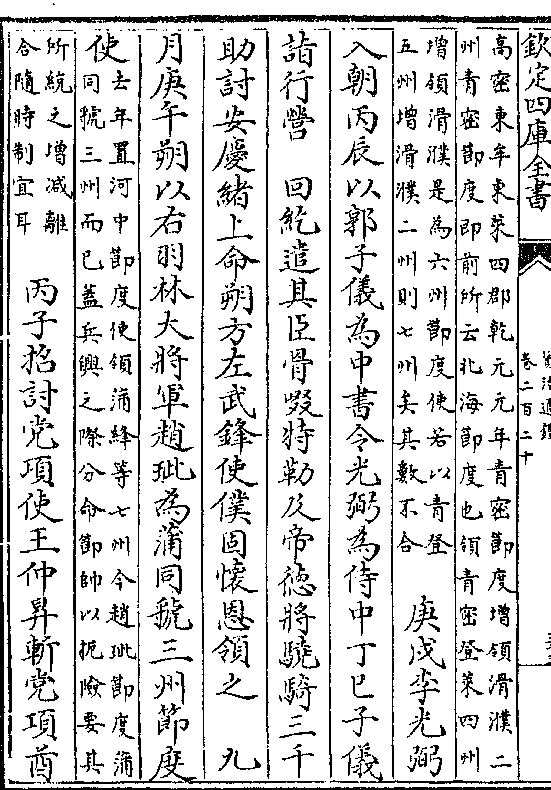 欽定四庫全書
卷二百二十
高密東牟東萊四郡乾元元年青密節度增領滑濮二
州青密節度即前所云北海節度也領青密登萊四州
增領滑濮是為六州節度使若以青登
五州增滑濮二州則七州矣其數不合
庚戌李光弼
入朝丙辰以郭子儀為中書令光弼為侍中丁巳子儀
詣行營　回紇遣其臣骨啜特勒及帝徳將驍騎三千
助討安慶緒上命朔方左武鋒使僕固懐恩領之　九
月庚午朔以右羽林大將軍趙玼為蒲同虢三州節度
使
去年置河中節度使領蒲絳等七州今趙玼節度蒲
同虢三州而已蓋兵興之際分命節帥以扼險要其
所統之增減離
合隨時制宜耳
丙子招討党項使王仲昇斬党項酋